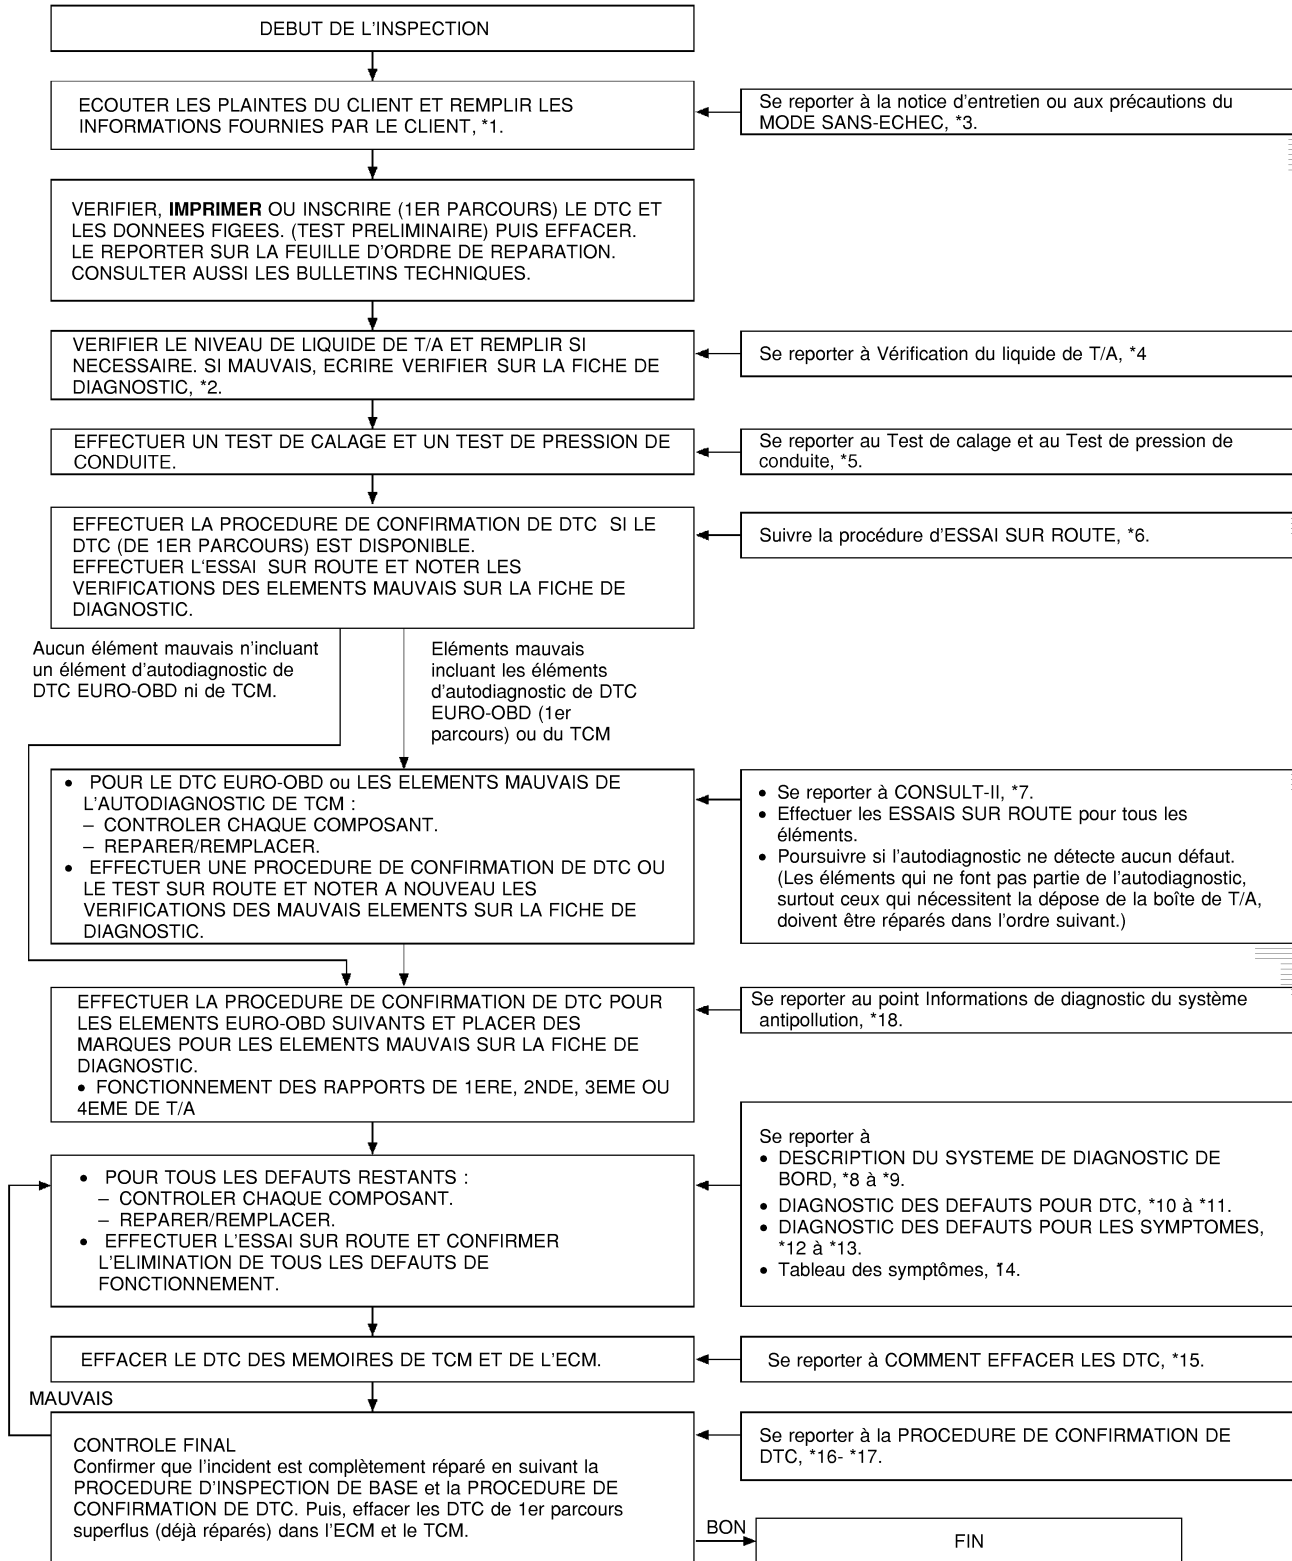 DEBUT DE L'INSPECTION
ECOUTER LES PLAINTES DU CLIENT ET REMPLIR LES
INFORMATIONS FOURNIES PAR LE CLIENT, *1.
Se reporter à la notice d'entretien ou aux précautions du
MODE SANS-ECHEC, *3.
VERIFIER, IMPRIMER OU INSCRIRE (1ER PARCOURS) LE DTC ET
LES DONNEES FIGEES. (TEST PRELIMINAIRE) PUIS EFFACER.
LE REPORTER SUR LA FEUILLE D'ORDRE DE REPARATION.
CONSULTER AUSSI LES BULLETINS TECHNIQUES.
VERIFIER LE NIVEAU DE LIQUIDE DE T/A ET REMPLIR SI
NECESSAIRE. SI MAUVAIS, ECRIRE VERIFIER SUR LA FICHE DE
DIAGNOSTIC, *2.
Se reporter à Vérification du liquide de T/A, *4
EFFECTUER UN TEST DE CALAGE ET UN TEST DE PRESSION DE
CONDUITE.
Se reporter au Test de calage et au Test de pression de
conduite, *5.
EFFECTUER LA PROCEDURE DE CONFIRMATION DE DTC SI LE
DTC (DE 1ER PARCOURS) EST DISPONIBLE.
EFFECTUER L'ESSAI SUR ROUTE ET NOTER LES
VERIFICATIONS DES ELEMENTS MAUVAIS SUR LA FICHE DE
DIAGNOSTIC.
Suivre la procédure d'ESSAI SUR ROUTE, *6.
Aucun élément mauvais n'incluant
un élément d'autodiagnostic de
DTC EURO-OBD ni de TCM.
Eléments mauvais
incluant les éléments
d'autodiagnostic de DTC
EURO-OBD (1er
parcours) ou du TCM
• POUR LE DTC EURO-OBD ou LES ELEMENTS MAUVAIS DE
L'AUTODIAGNOSTIC DE TCM :
– CONTROLER CHAQUE COMPOSANT.
– REPARER/REMPLACER.
• EFFECTUER UNE PROCEDURE DE CONFIRMATION DE DTC OU
LE TEST SUR ROUTE ET NOTER A NOUVEAU LES
VERIFICATIONS DES MAUVAIS ELEMENTS SUR LA FICHE DE
DIAGNOSTIC.
• Se reporter à CONSULT-II, *7.
• Effectuer les ESSAIS SUR ROUTE pour tous les
éléments.
• Poursuivre si l'autodiagnostic ne détecte aucun défaut.
(Les éléments qui ne font pas partie de l'autodiagnostic,
surtout ceux qui nécessitent la dépose de la boîte de T/A,
doivent être réparés dans l'ordre suivant.)
EFFECTUER LA PROCEDURE DE CONFIRMATION DE DTC POUR
LES ELEMENTS EURO-OBD SUIVANTS ET PLACER DES
MARQUES POUR LES ELEMENTS MAUVAIS SUR LA FICHE DE
DIAGNOSTIC.
• FONCTIONNEMENT DES RAPPORTS DE 1ERE, 2NDE, 3EME OU
4EME DE T/A
Se reporter au point Informations de diagnostic du système
antipollution, *18.
• POUR TOUS LES DEFAUTS RESTANTS :
– CONTROLER CHAQUE COMPOSANT.
– REPARER/REMPLACER.
• EFFECTUER L'ESSAI SUR ROUTE ET CONFIRMER
L'ELIMINATION DE TOUS LES DEFAUTS DE
FONCTIONNEMENT.
Se reporter à
• DESCRIPTION DU SYSTEME DE DIAGNOSTIC DE
BORD, *8 à *9.
• DIAGNOSTIC DES DEFAUTS POUR DTC, *10 à *11.
• DIAGNOSTIC DES DEFAUTS POUR LES SYMPTOMES,
*12 à *13.
• Tableau des symptômes, *14.
EFFACER LE DTC DES MEMOIRES DE TCM ET DE L'ECM.
Se reporter à COMMENT EFFACER LES DTC, *15.
MAUVAIS
CONTROLE FINAL
Confirmer que l'incident est complètement réparé en suivant la
PROCEDURE D'INSPECTION DE BASE et la PROCEDURE DE
CONFIRMATION DE DTC. Puis, effacer les DTC de 1er parcours
superflus (déjà réparés) dans l'ECM et le TCM.
Se reporter à la PROCEDURE DE CONFIRMATION DE
DTC, *16- *17.
BON
FIN